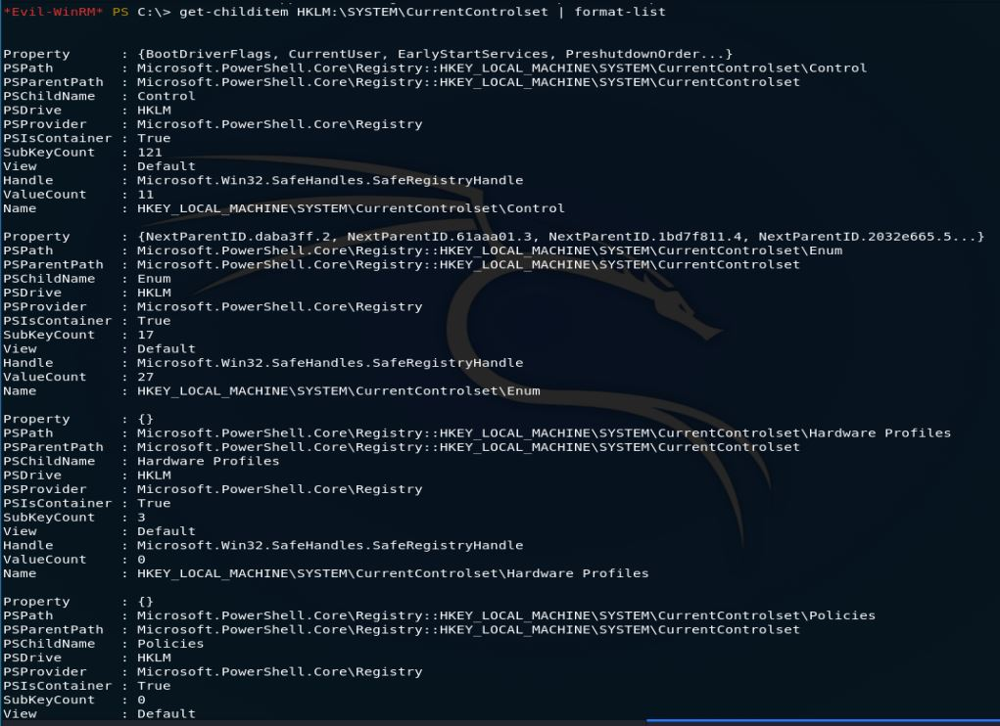 *Evil-WinRM* PS C:\> get-childitem HKLM:\SYSTEM\CurrentControlset | format-list
Property : {BootDriverFlags, CurrentUser, EarlyStartServices, PreshutdownOrder...}
PSPath : Microsoft.PowerShell.Core\Registry::HKEY_LOCAL_MACHINE\SYSTEM\CurrentControlset\Control
PSParentPath : Microsoft.PowerShell.Core\Registry::HKEY_LOCAL_MACHINE\SYSTEM\CurrentControlset
PSChildName : Control
PSDrive : HKLM
PSProvider : Microsoft.PowerShell.Core\Registry
PSIsContainer : True
SubKeyCount : 121
View : Default
Handle : Microsoft.Win32.SafeHandles.SafeRegistryHandle
ValueCount : 11
Name : HKEY_LOCAL_MACHINE\SYSTEM\CurrentControlset\Control
Property : {NextParentID.daba3ff.2, NextParentID.61aaa01.3, NextParentID.1bd7f811.4, NextParentID.2032e665.5...}
PSPath : Microsoft.PowerShell.Core\Registry::HKEY_LOCAL_MACHINE\SYSTEM\CurrentControlset\Enum
PSParentPath : Microsoft.PowerShell.Core\Registry::HKEY_LOCAL_MACHINE\SYSTEM\CurrentControlset
PSChildName : Enum
PSDrive : HKLM
PSProvider : Microsoft.PowerShell.Core\Registry
PSIsContainer : True
SubKeyCount : 17
View : Default
Handle : Microsoft.Win32.SafeHandles.SafeRegistryHandle
ValueCount : 27
Name : HKEY_LOCAL_MACHINE\SYSTEM\CurrentControlset\Enum
Property : {}
PSPath : Microsoft.PowerShell.Core\Registry::HKEY_LOCAL_MACHINE\SYSTEM\CurrentControlset\Hardware Profiles
PSParentPath : Microsoft.PowerShell.Core\Registry::HKEY_LOCAL_MACHINE\SYSTEM\CurrentControlset
PSChildName : Hardware Profiles
PSDrive : HKLM
PSProvider : Microsoft.PowerShell.Core\Registry
PSIsContainer : True
SubKeyCount : 3
View : Default
Handle : Microsoft.Win32.SafeHandles.SafeRegistryHandle
ValueCount : 0
Name : HKEY_LOCAL_MACHINE\SYSTEM\CurrentControlset\Hardware Profiles
Property : {}
PSPath : Microsoft.PowerShell.Core\Registry::HKEY_LOCAL_MACHINE\SYSTEM\CurrentControlset\Policies
PSParentPath : Microsoft.PowerShell.Core\Registry::HKEY_LOCAL_MACHINE\SYSTEM\CurrentControlset
PSChildName : Policies
PSDrive : HKLM
PSProvider : Microsoft.PowerShell.Core\Registry
PSIsContainer : True
SubKeyCount : 0
View : Default